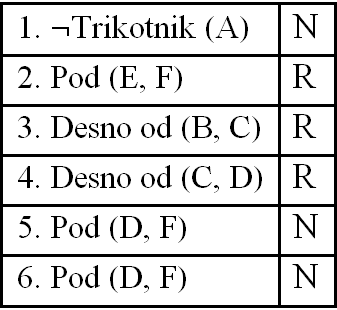 1. ¬Trikotnik (A) N
2. Pod (E, F) R
3. Desno od (B, C) R
4. Desno od (C, D) R
5. Pod (D, F) N
6. Pod (D, F) N